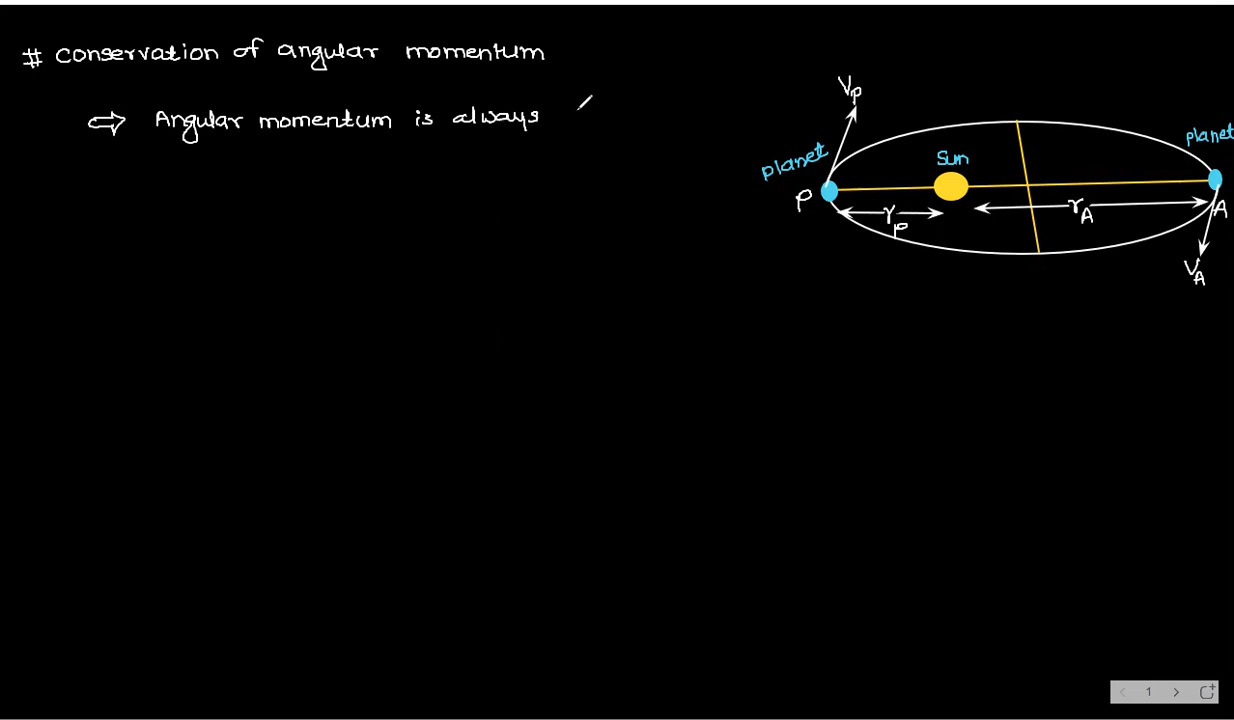 # Conservation of angular momentum
⇨ Angular momentum is always
Vp
planet
Sun
planet
P
rp
rA
A
VA
1